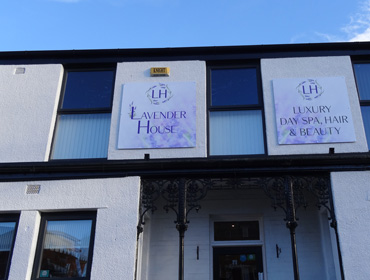 LH
LAVENDER
HOUSE
LH
LUXURY
DAY SPA, HAIR
& BEAUTY